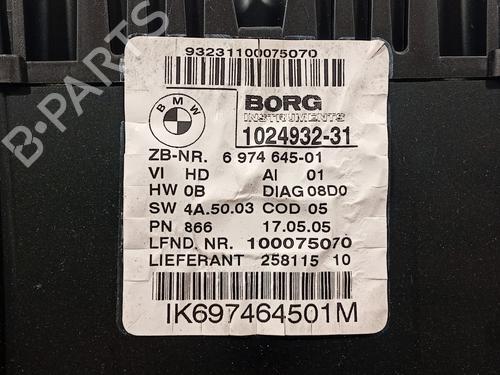 93231100075070
BMW
BORG
INSTRUMENTS
1024932-31
ZB-NR. 6 974 645-01
VI HD AI 01
HW 0B DIAG 08D0
SW 4A.50.03 COD 05
PN 866 17.05.05
LFND. NR. 100075070
LIEFERANT 258115 10
IK697464501M
B-PARTS